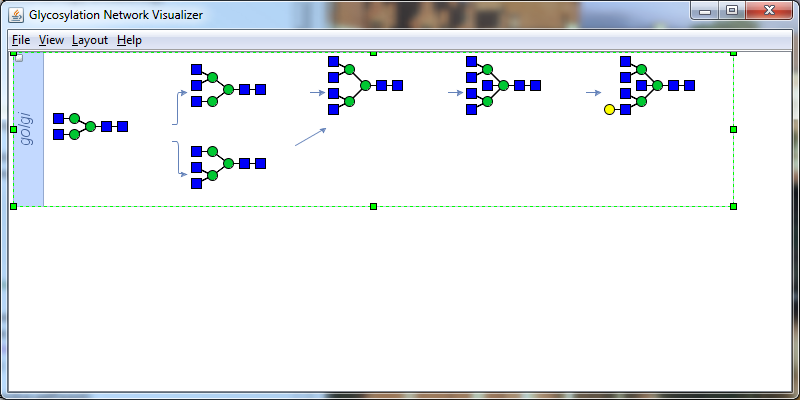 Glycosylation Network Visualizer
File View Layout Help
golgi